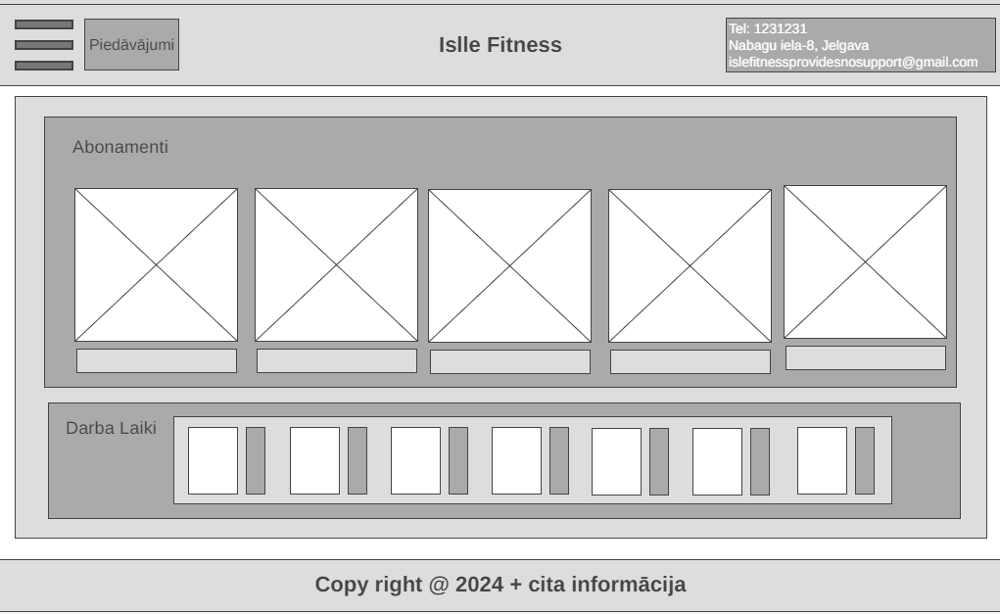 Piedāvājumi
Islle Fitness
Tel: 1231231
Nabagu iela-8, Jelgava
islefitnessprovidesnosupport@gmail.com
Abonamenti
Darba Laiki
Copy right @ 2024 + cita informācija